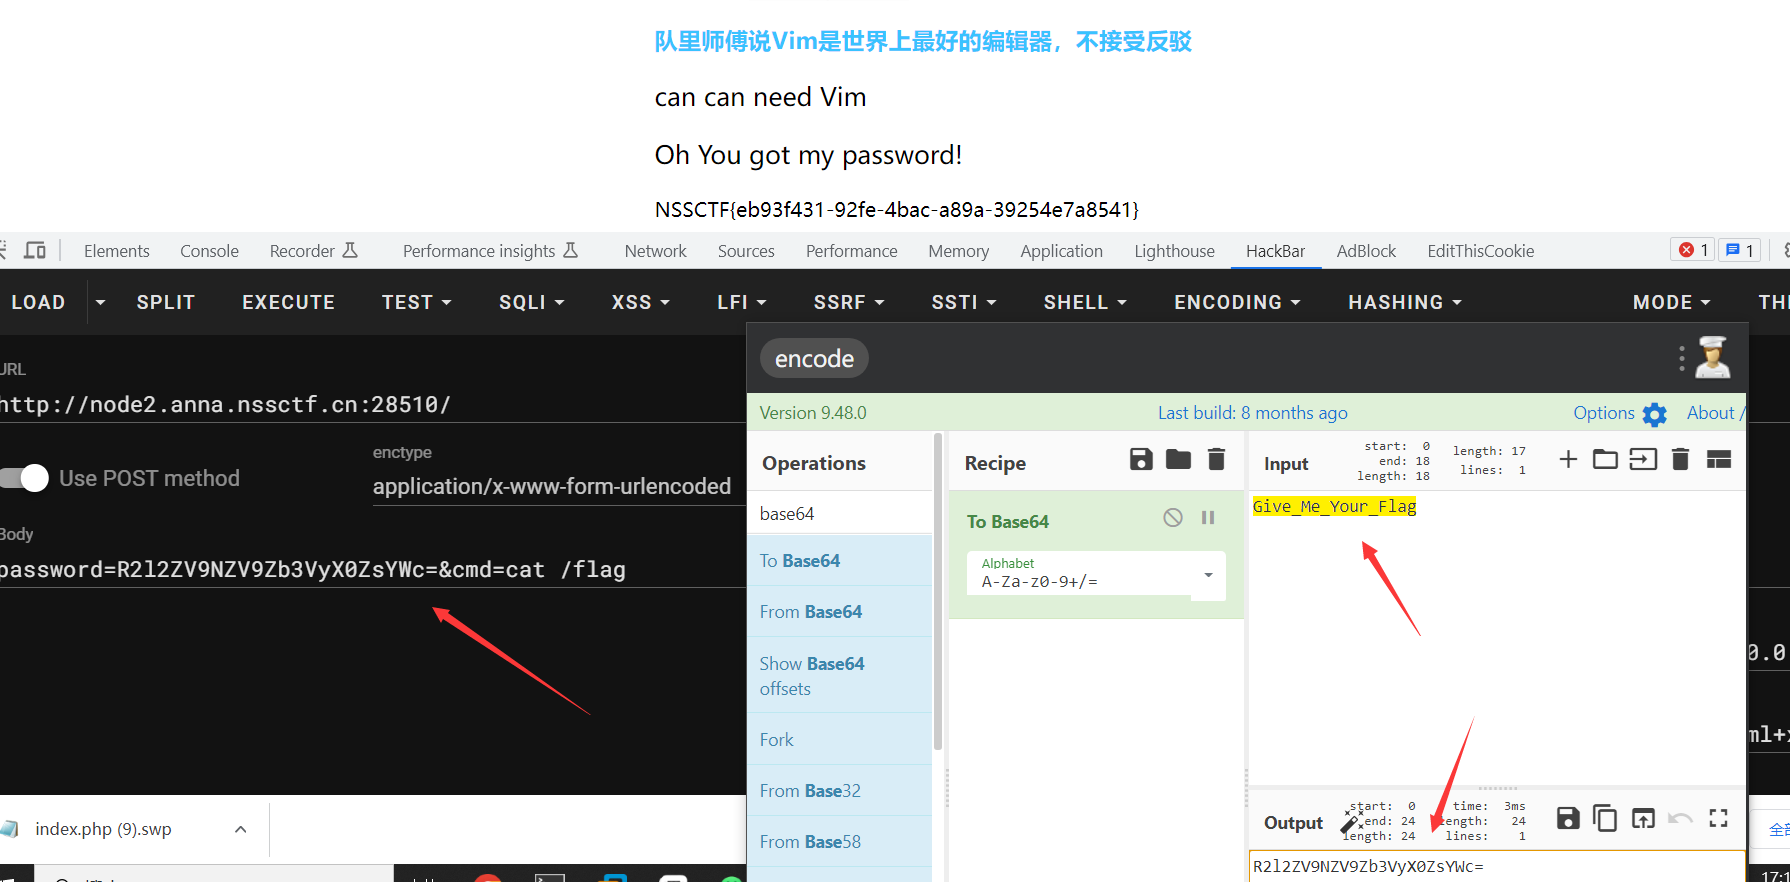 队里师傅说Vim是世界上最好的编辑器，不接受反驳
can can need Vim
Oh You got my password!
NSSCTF{eb93f431-92fe-4bac-a89a-39254e7a8541}
Elements Console Recorder Performance insights Network Sources Performance Memory Application Lighthouse HackBar AdBlock EditThisCookie 1 1
LOAD SPLIT EXECUTE TEST SQLI XSS LFI SSRF SSTI SHELL ENCODING HASHING MODE THI
URL
http://node2.anna.nssctf.cn:28510/
Use POST method
enctype
application/x-www-form-urlencoded
Body
password=R2l2ZV9NZV9Zb3VyX0ZsYWc=&cmd=cat /flag
encode
Version 9.48.0 Last build: 8 months ago Options About /
Operations
base64
To Base64
From Base64
Show Base64
offsets
Fork
From Base32
From Base58
Recipe
To Base64
Alphabet
A-Za-z0-9+/=
Input
start: 0
end: 18
length: 18
length: 17
lines: 1
Give_Me_Your_Flag
0.0
ml+x
Output
start: 0
end: 24
length: 24
time: 3ms
length: 24
lines: 1
R2l2ZV9NZV9Zb3VyX0ZsYWc=
index.php (9).swp
全部
17:1